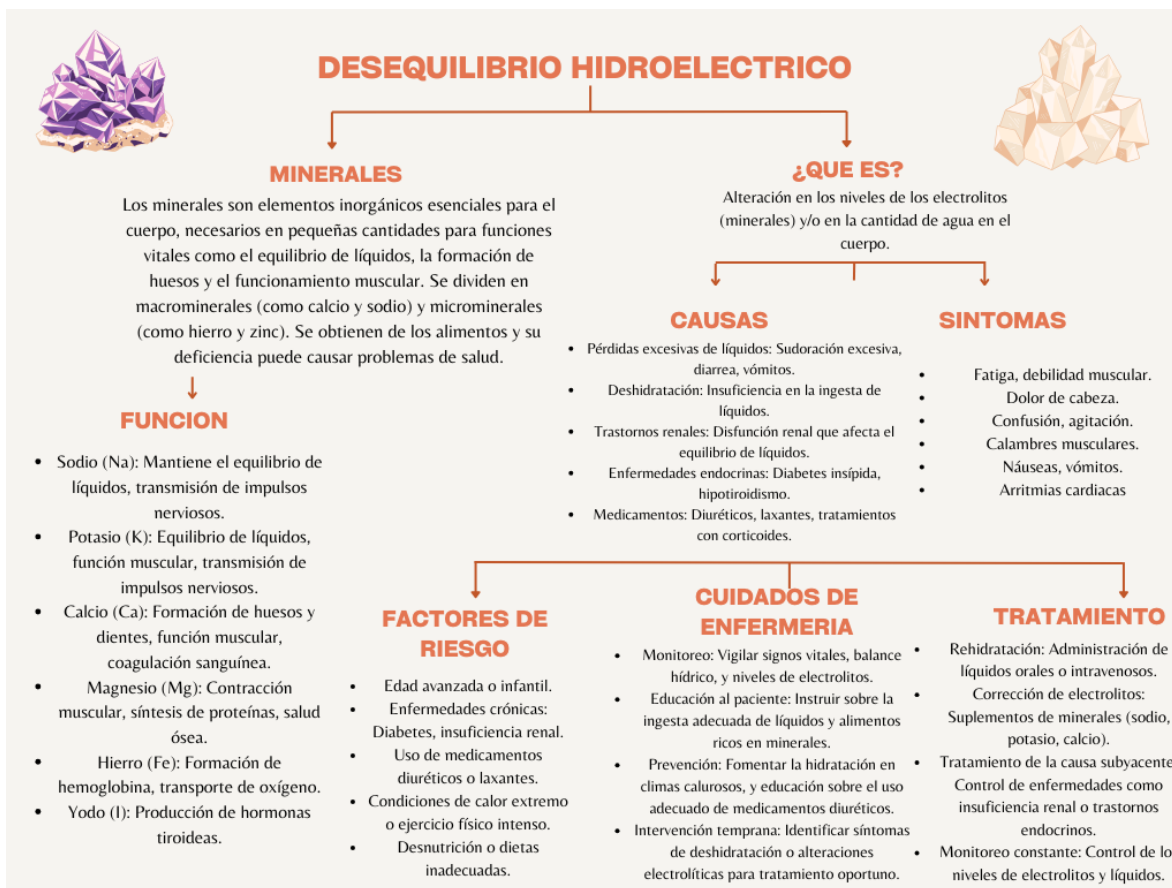 DESEQUILIBRIO HIDROELECTRICO
MINERALES
Los minerales son elementos inorgánicos esenciales para el
cuerpo, necesarios en pequeñas cantidades para funciones
vitales como el equilibrio de líquidos, la formación de
huesos y el funcionamiento muscular. Se dividen en
macrominerales (como calcio y sodio) y microminerales
(como hierro y zinc). Se obtienen de los alimentos y su
deficiencia puede causar problemas de salud.
FUNCION
• Sodio (Na): Mantiene el equilibrio de
líquidos, transmisión de impulsos
nerviosos.
• Potasio (K): Equilibrio de líquidos,
función muscular, transmisión de
impulsos nerviosos.
• Calcio (Ca): Formación de huesos y
dientes, función muscular,
coagulación sanguínea.
• Magnesio (Mg): Contracción
muscular, síntesis de proteínas, salud
ósea.
• Hierro (Fe): Formación de
hemoglobina, transporte de oxígeno.
• Yodo (I): Producción de hormonas
tiroideas.
¿QUE ES?
Alteración en los niveles de los electrolitos
(minerales) y/o en la cantidad de agua en el
cuerpo.
CAUSAS
• Pérdidas excesivas de líquidos: Sudoración excesiva,
diarrea, vómitos.
• Deshidratación: Insuficiencia en la ingesta de
líquidos.
• Trastornos renales: Disfunción renal que afecta el
equilibrio de líquidos.
• Enfermedades endocrinas: Diabetes insípida,
hipotiroidismo.
• Medicamentos: Diuréticos, laxantes, tratamientos
con corticoides.
SINTOMAS
• Fatiga, debilidad muscular.
• Dolor de cabeza.
• Confusión, agitación.
• Calambres musculares.
• Náuseas, vómitos.
• Arritmias cardiacas
FACTORES DE
RIESGO
• Edad avanzada o infantil.
• Enfermedades crónicas:
Diabetes, insuficiencia renal.
• Uso de medicamentos
diuréticos o laxantes.
• Condiciones de calor extremo
o ejercicio físico intenso.
• Desnutrición o dietas
inadecuadas.
CUIDADOS DE
ENFERMERIA
• Monitoreo: Vigilar signos vitales, balance
hídrico, y niveles de electrolitos.
• Educación al paciente: Instruir sobre la
ingesta adecuada de líquidos y alimentos
ricos en minerales.
• Prevención: Fomentar la hidratación en
climas calurosos, y educación sobre el uso
adecuado de medicamentos diuréticos.
• Intervención temprana: Identificar síntomas
de deshidratación o alteraciones
electrolíticas para tratamiento oportuno.
TRATAMIENTO
• Rehidratación: Administración de
líquidos orales o intravenosos.
• Corrección de electrolitos:
Suplementos de minerales (sodio,
potasio, calcio).
• Tratamiento de la causa subyacente
Control de enfermedades como
insuficiencia renal o trastornos
endocrinos.
• Monitoreo constante: Control de lo
niveles de electrolitos y líquidos.